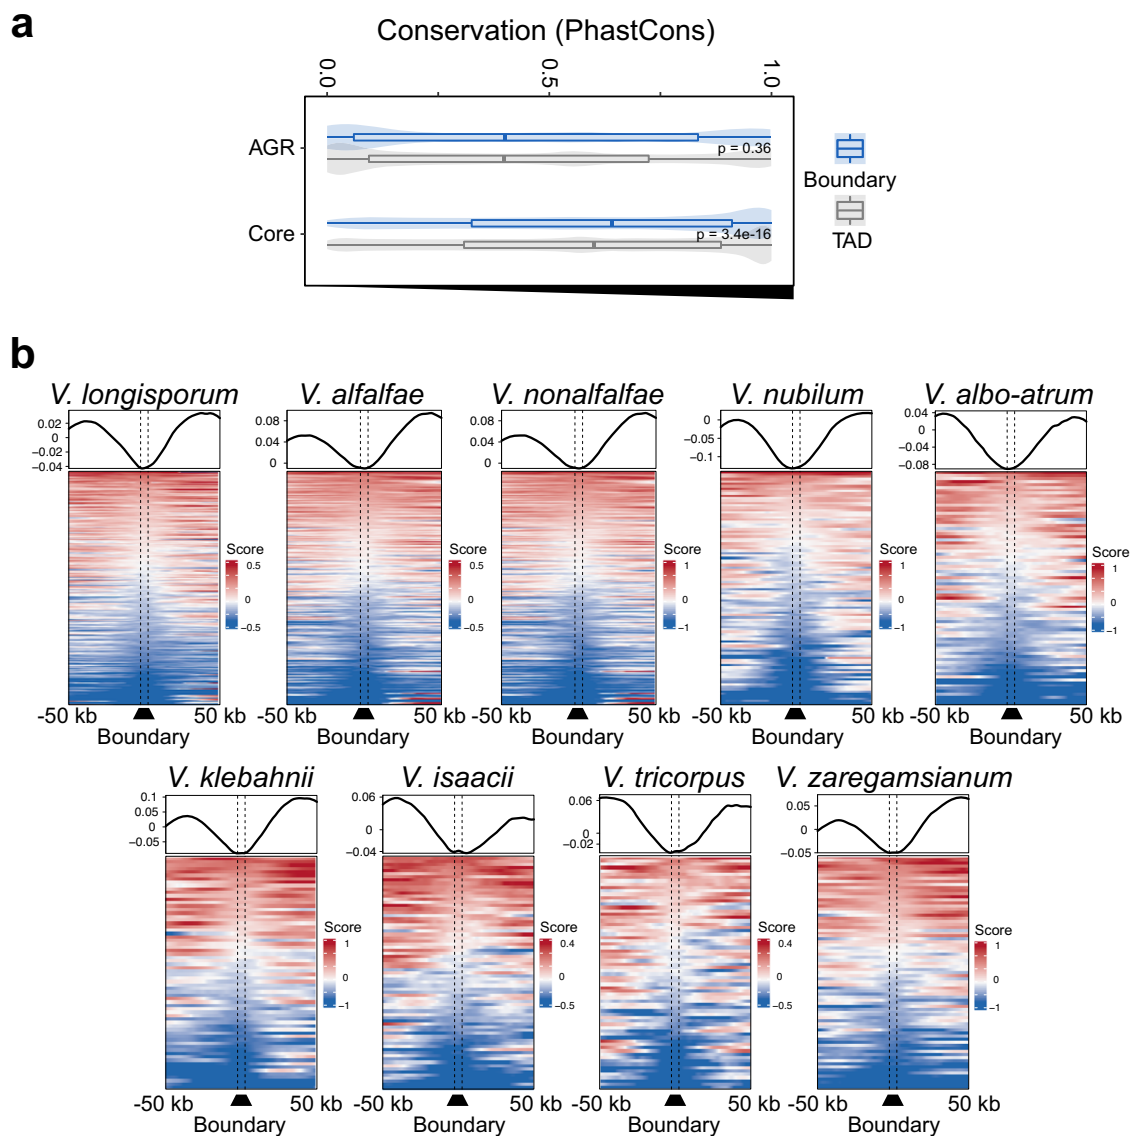 a
Conservation (PhastCons)
0.0 0.5 1.0
AGR
p = 0.36
Boundary
Core
p = 3.4e-16
TAD
b
V. longisporum V. alfalfae V. nonalfalfae V. nubilum V. albo-atrum
0.02 0.08 0.08 0 0.04
0 0.04 0.04 −0.05 0
−0.02 −0.04
−0.04 0 0 −0.1 −0.08
Score Score Score Score Score
0.5 1 1 1 1
0 0 0 0 0
−0.5 −1 −1 −1 −1
-50 kb 50 kb -50 kb 50 kb -50 kb 50 kb -50 kb 50 kb -50 kb 50 kb
Boundary Boundary Boundary Boundary Boundary
V. klebahnii V. isaacii V. tricorpus V. zaregamsianum
0.1 0.06 0.06 0.05
0.05
0 0 0 0
−0.05 −0.04 −0.02 −0.05
Score Score Score Score
1 0.4 0.4 1
0 0 0 0
−1 −0.5 −0.5 −1
-50 kb 50 kb -50 kb 50 kb -50 kb 50 kb -50 kb 50 kb
Boundary Boundary Boundary Boundary